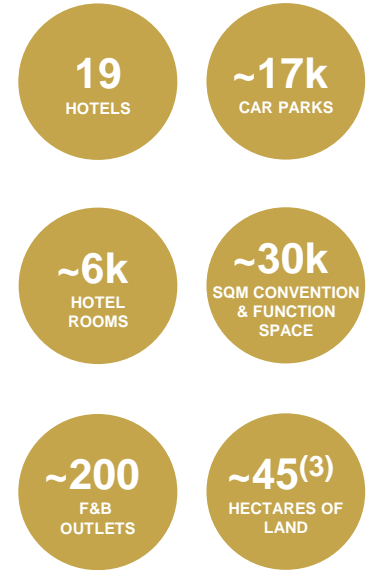 19
HOTELS
~17k
CAR PARKS
~6k
HOTEL
ROOMS
~30k
SQM CONVENTION
& FUNCTION
SPACE
~200
F&B
OUTLETS
~45(3)
HECTARES OF
LAND